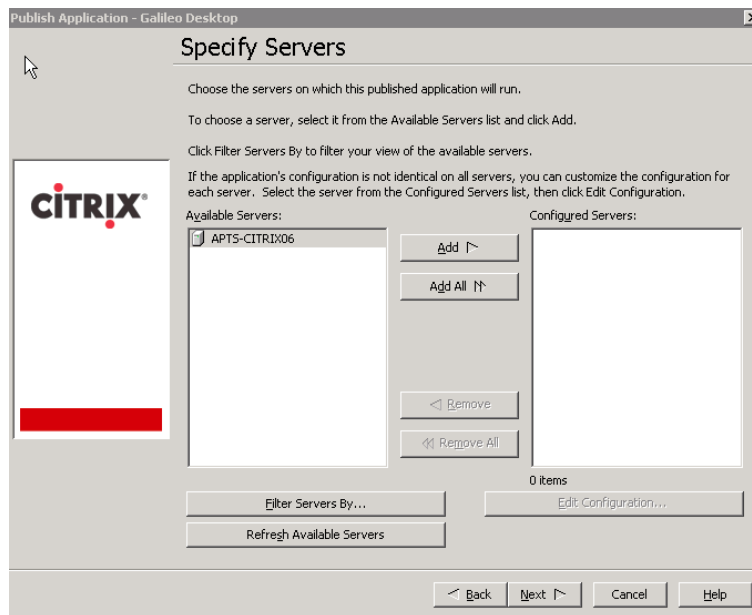 Publish Application - Galileo Desktop
Specify Servers
Choose the servers on which this published application will run.
To choose a server, select it from the Available Servers list and click Add.
Click Filter Servers By to filter your view of the available servers.
If the application's configuration is not identical on all servers, you can customize the configuration for
each server. Select the server from the Configured Servers list, then click Edit Configuration.
CITRIX®
Available Servers:
Configured Servers:
APTS-CITRIX06
Add
Add All
Remove
Remove All
0 items
Filter Servers By...
Edit Configuration...
Refresh Available Servers
Back
Next
Cancel
Help